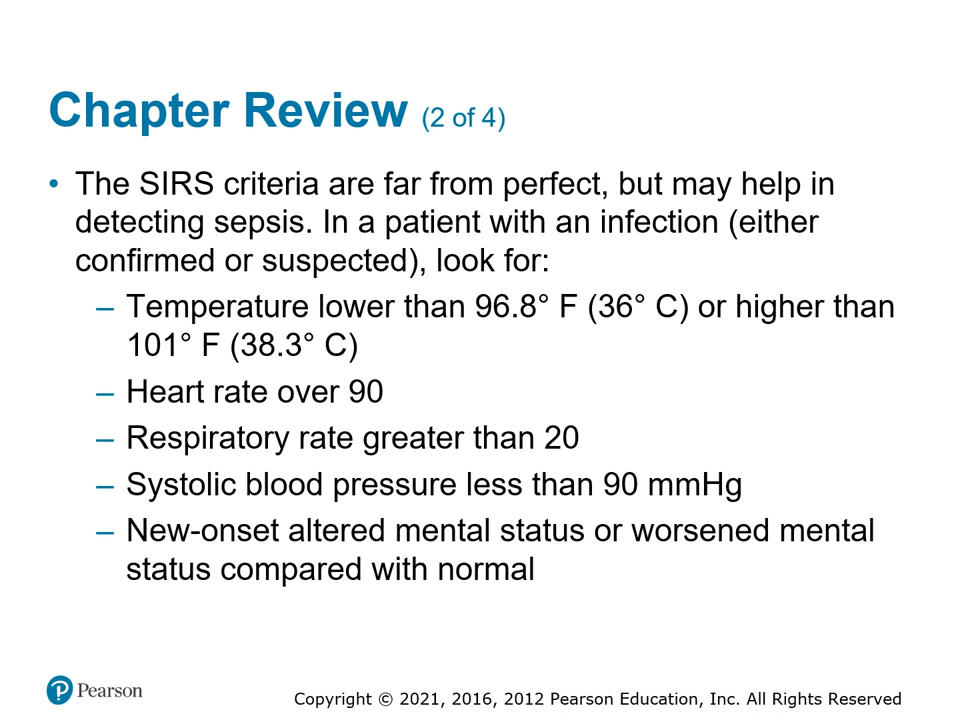 Chapter Review (2 of 4)
• The SIRS criteria are far from perfect, but may help in
detecting sepsis. In a patient with an infection (either
confirmed or suspected), look for:
– Temperature lower than 96.8° F (36° C) or higher than
101° F (38.3° C)
– Heart rate over 90
– Respiratory rate greater than 20
– Systolic blood pressure less than 90 mmHg
– New-onset altered mental status or worsened mental
status compared with normal
Pearson
Copyright © 2021, 2016, 2012 Pearson Education, Inc. All Rights Reserved